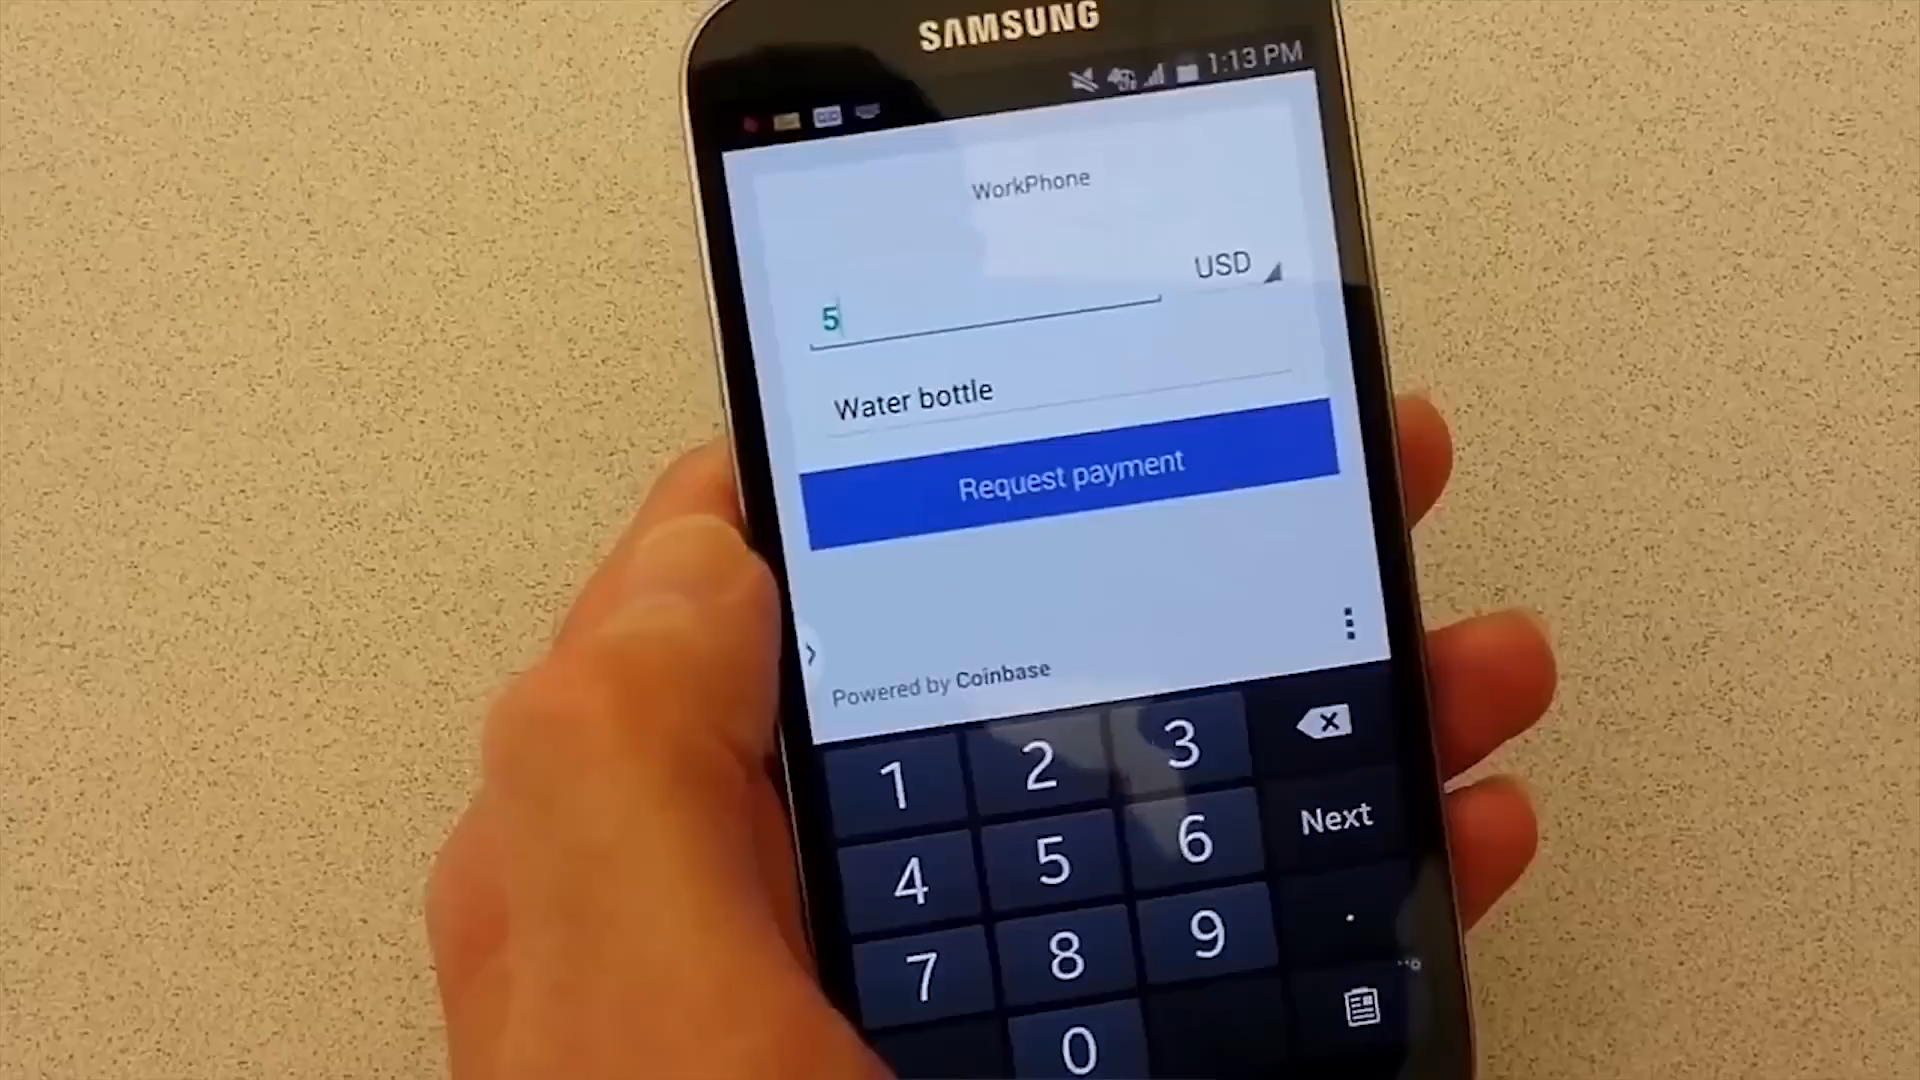 SAMSUNG
1:13 PM
WorkPhone
USD
5
Water bottle
Request payment
Powered by Coinbase
1 2 3
4 5 6 Next
7 8 9 .
0